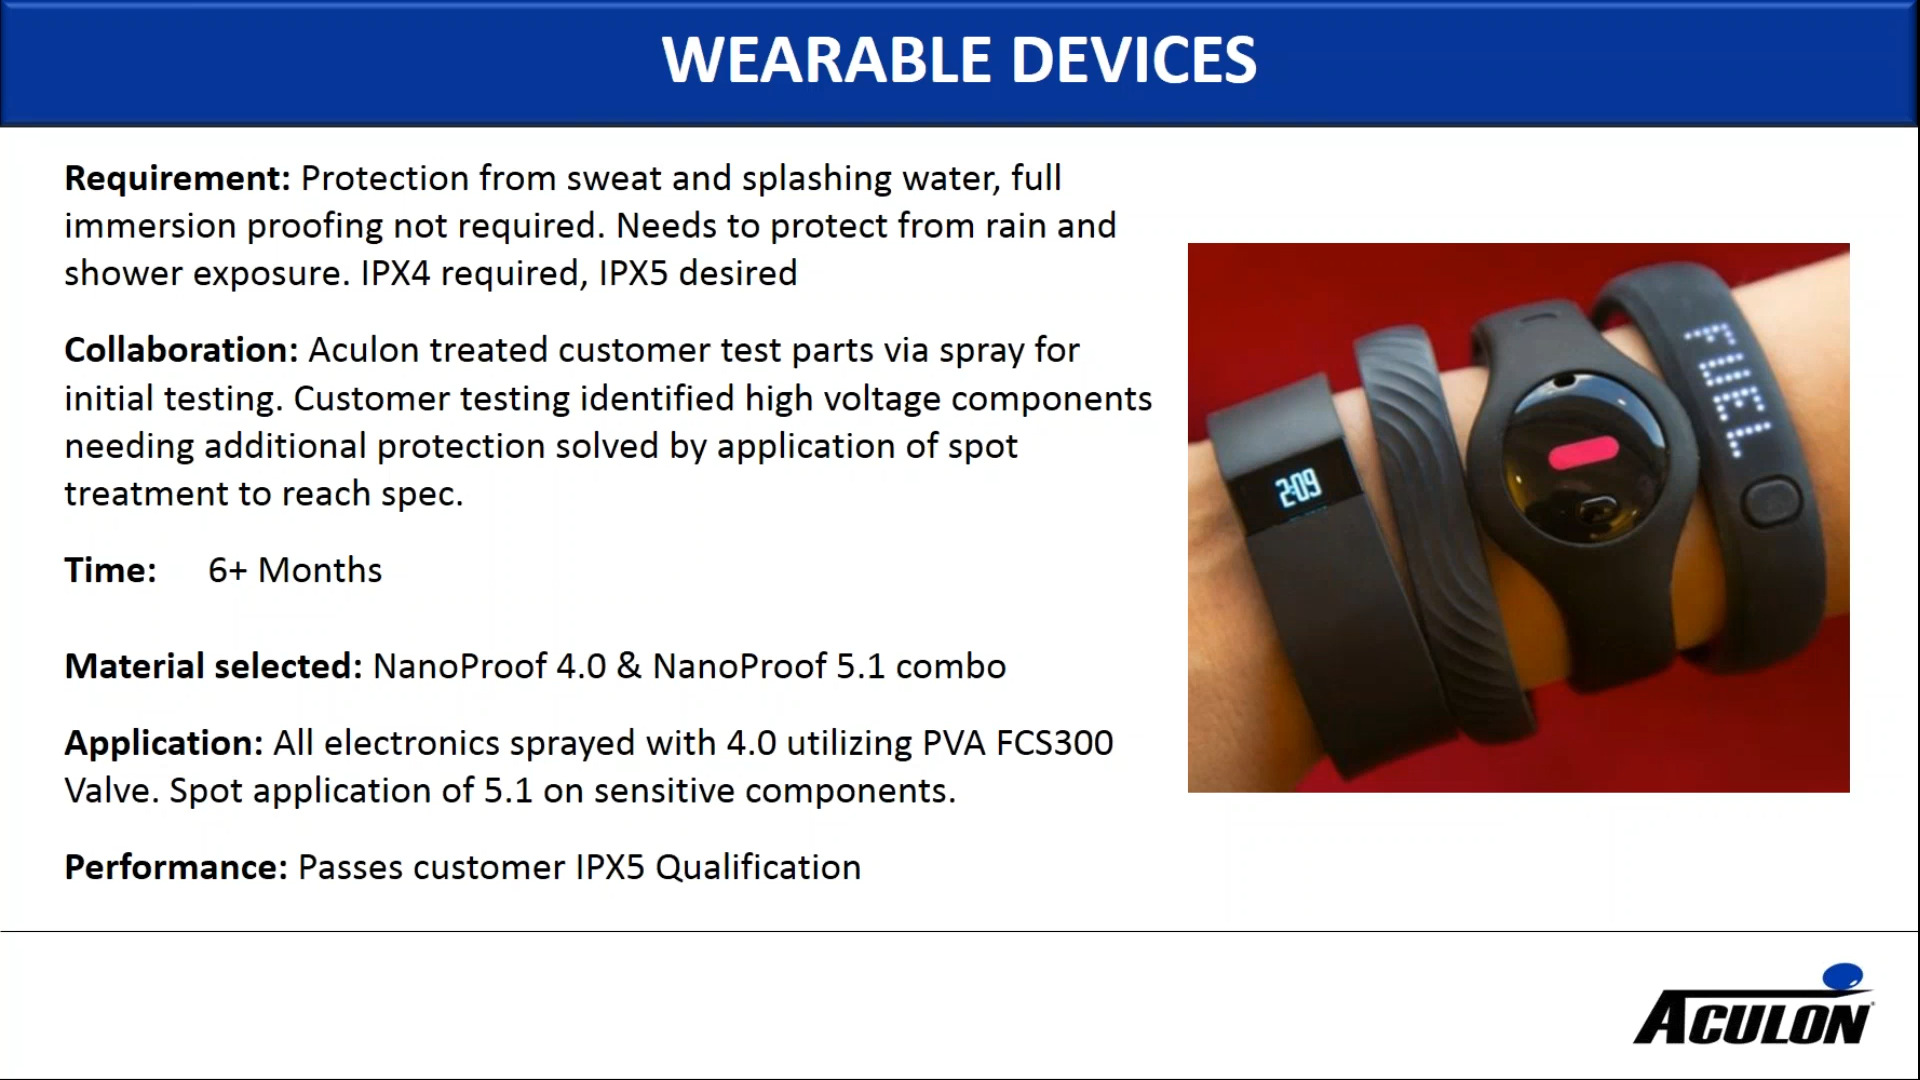 WEARABLE DEVICES
Requirement: Protection from sweat and splashing water, full
immersion proofing not required. Needs to protect from rain and
shower exposure. IPX4 required, IPX5 desired
Collaboration: Aculon treated customer test parts via spray for
initial testing. Customer testing identified high voltage components
needing additional protection solved by application of spot
treatment to reach spec.
Time: 6+ Months
Material selected: NanoProof 4.0 & NanoProof 5.1 combo
Application: All electronics sprayed with 4.0 utilizing PVA FCS300
Valve. Spot application of 5.1 on sensitive components.
Performance: Passes customer IPX5 Qualification
2:09
FUEL
ACULON